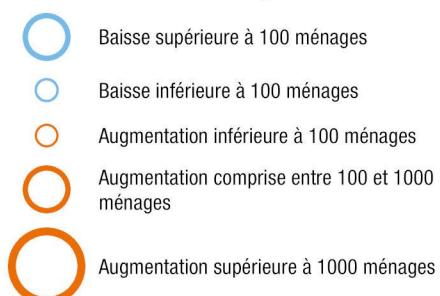 Baisse supérieure à 100 ménages
Baisse inférieure à 100 ménages
Augmentation inférieure à 100 ménages
Augmentation comprise entre 100 et 1000
ménages
Augmentation supérieure à 1000 ménages